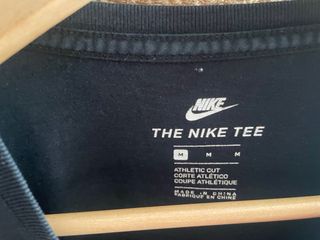 NIKE
THE NIKE TEE
M M M
ATHLETIC CUT
CORTE ATLÉTICO
COUPE ATHLÉTIQUE
MADE IN CHINA
FABRIQUÉ EN CHINE